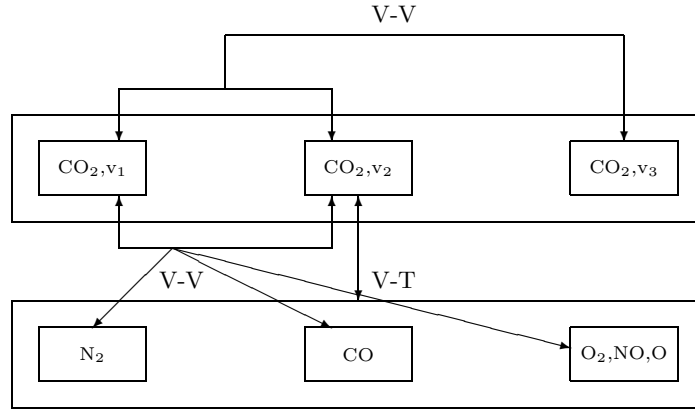 V-V
CO₂,v₁ CO₂,v₂ CO₂,v₃
V-V V-T
N₂ CO O₂,NO,O